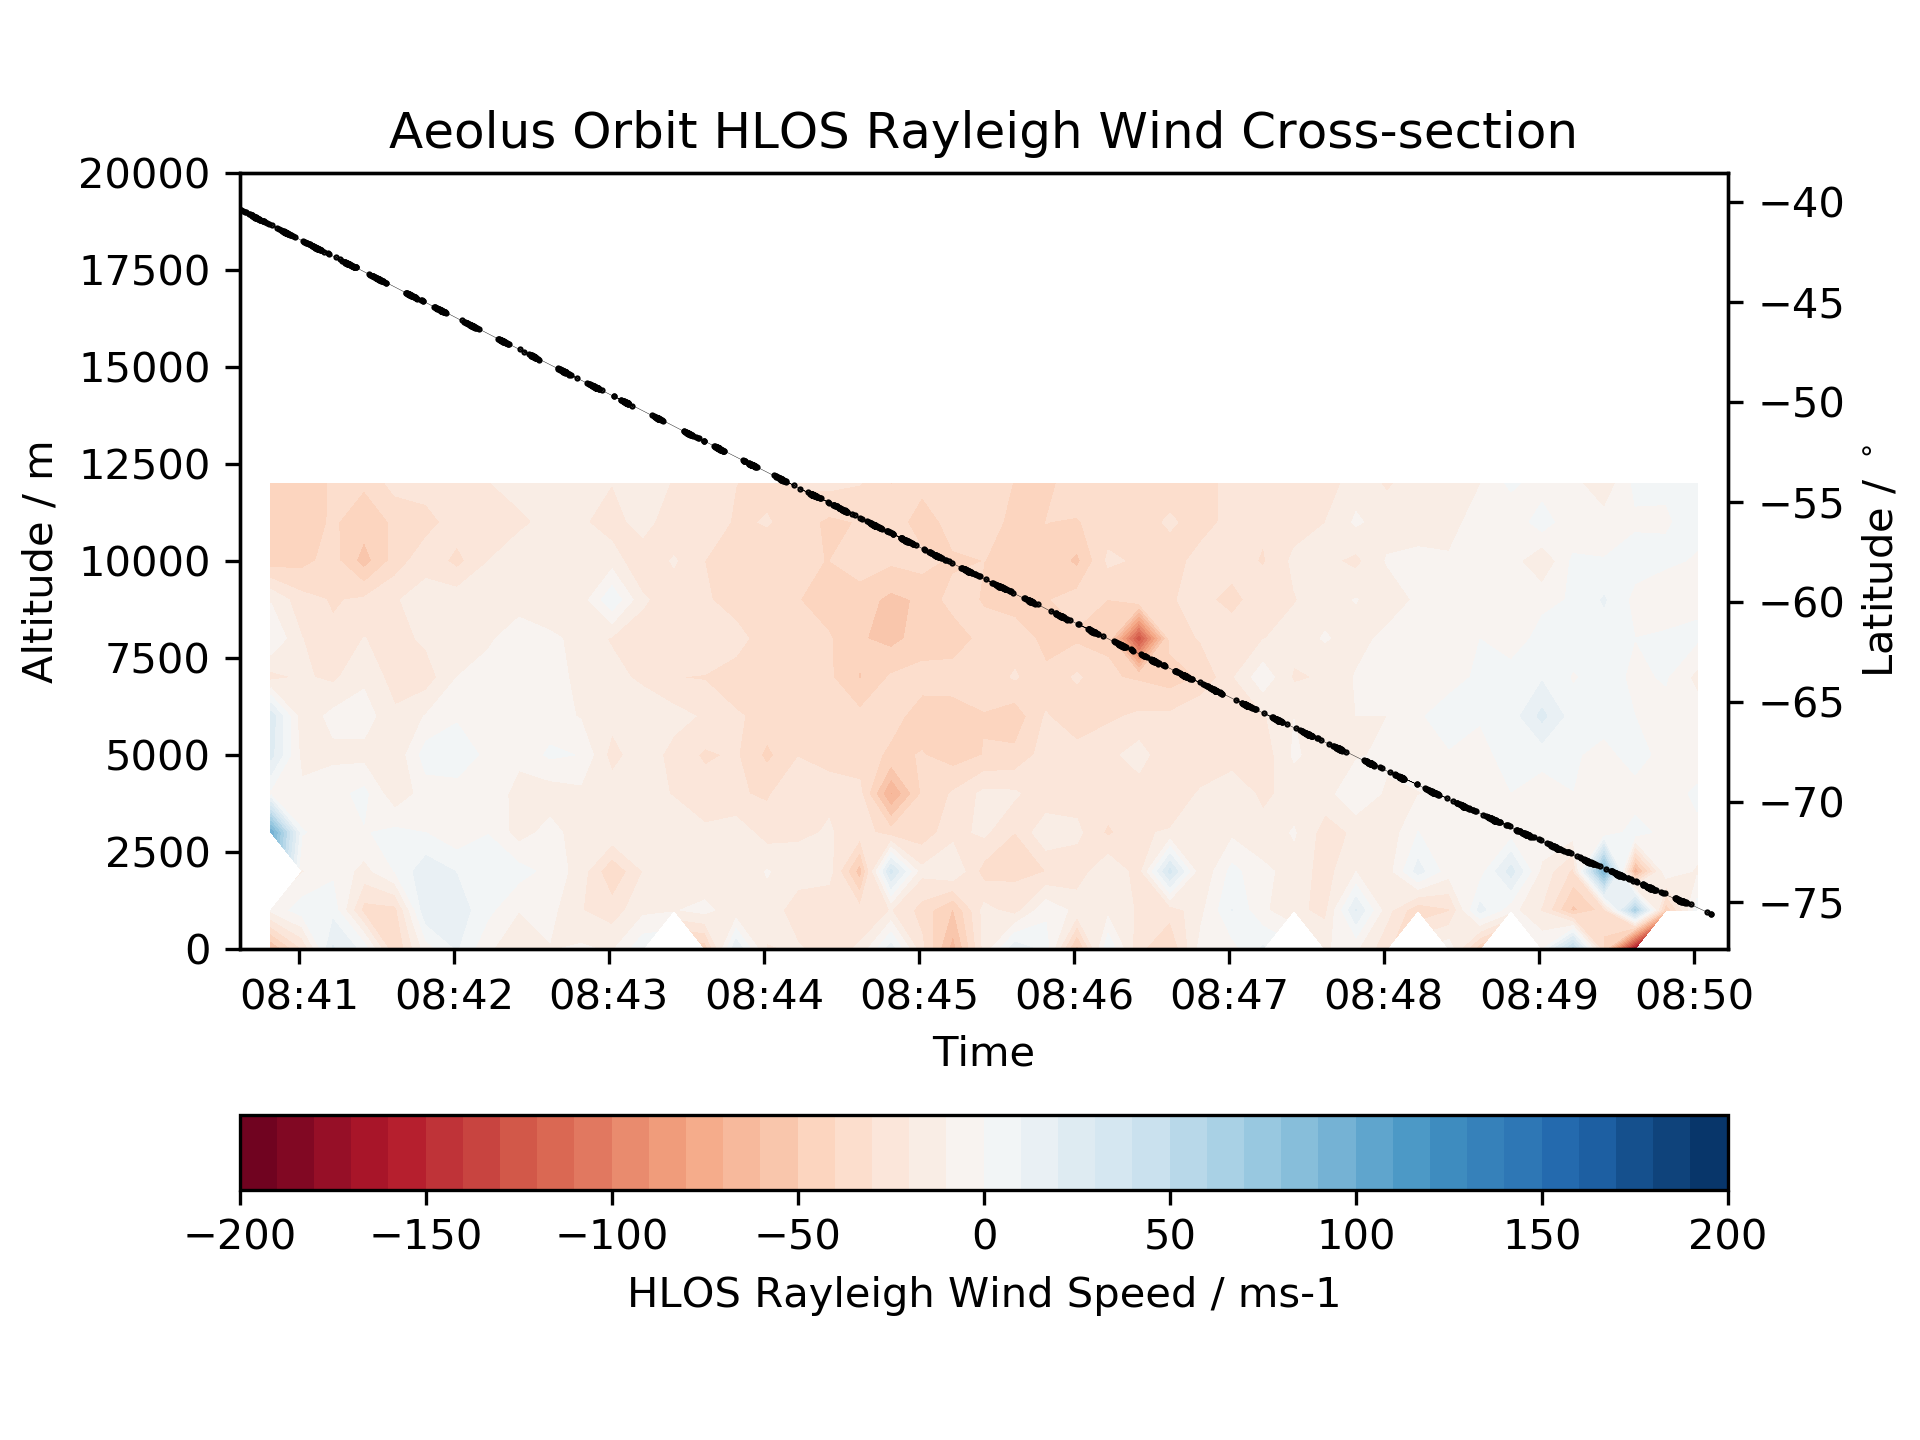 Aeolus Orbit HLOS Rayleigh Wind Cross-section
20000
17500
15000
12500
10000
7500
5000
2500
0
Altitude / m
−40
−45
−50
−55
−60
−65
−70
−75
Latitude / °
08:41 08:42 08:43 08:44 08:45 08:46 08:47 08:48 08:49 08:50
Time
−200 −150 −100 −50 0 50 100 150 200
HLOS Rayleigh Wind Speed / ms-1